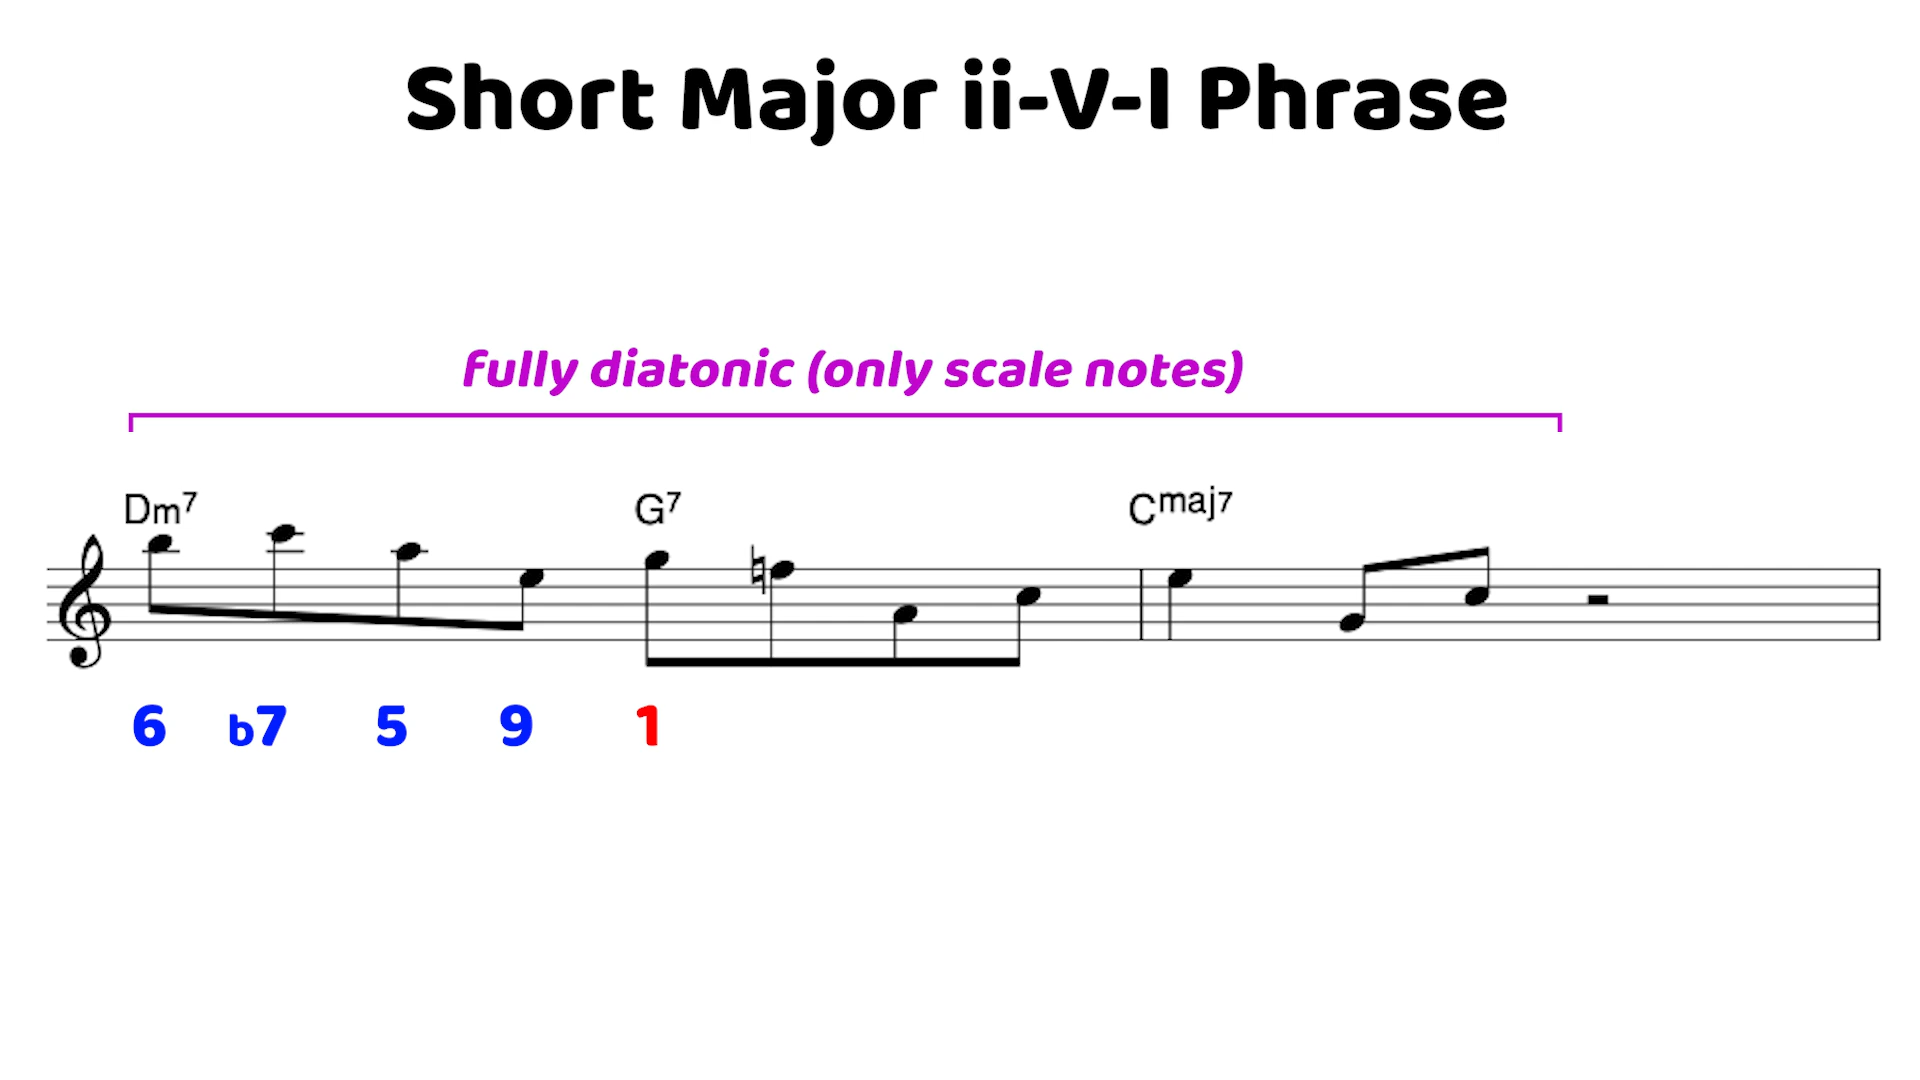 Short Major ii-V-I Phrase
fully diatonic (only scale notes)
Dm7 G7 Cmaj7
6 b7 5 9 1